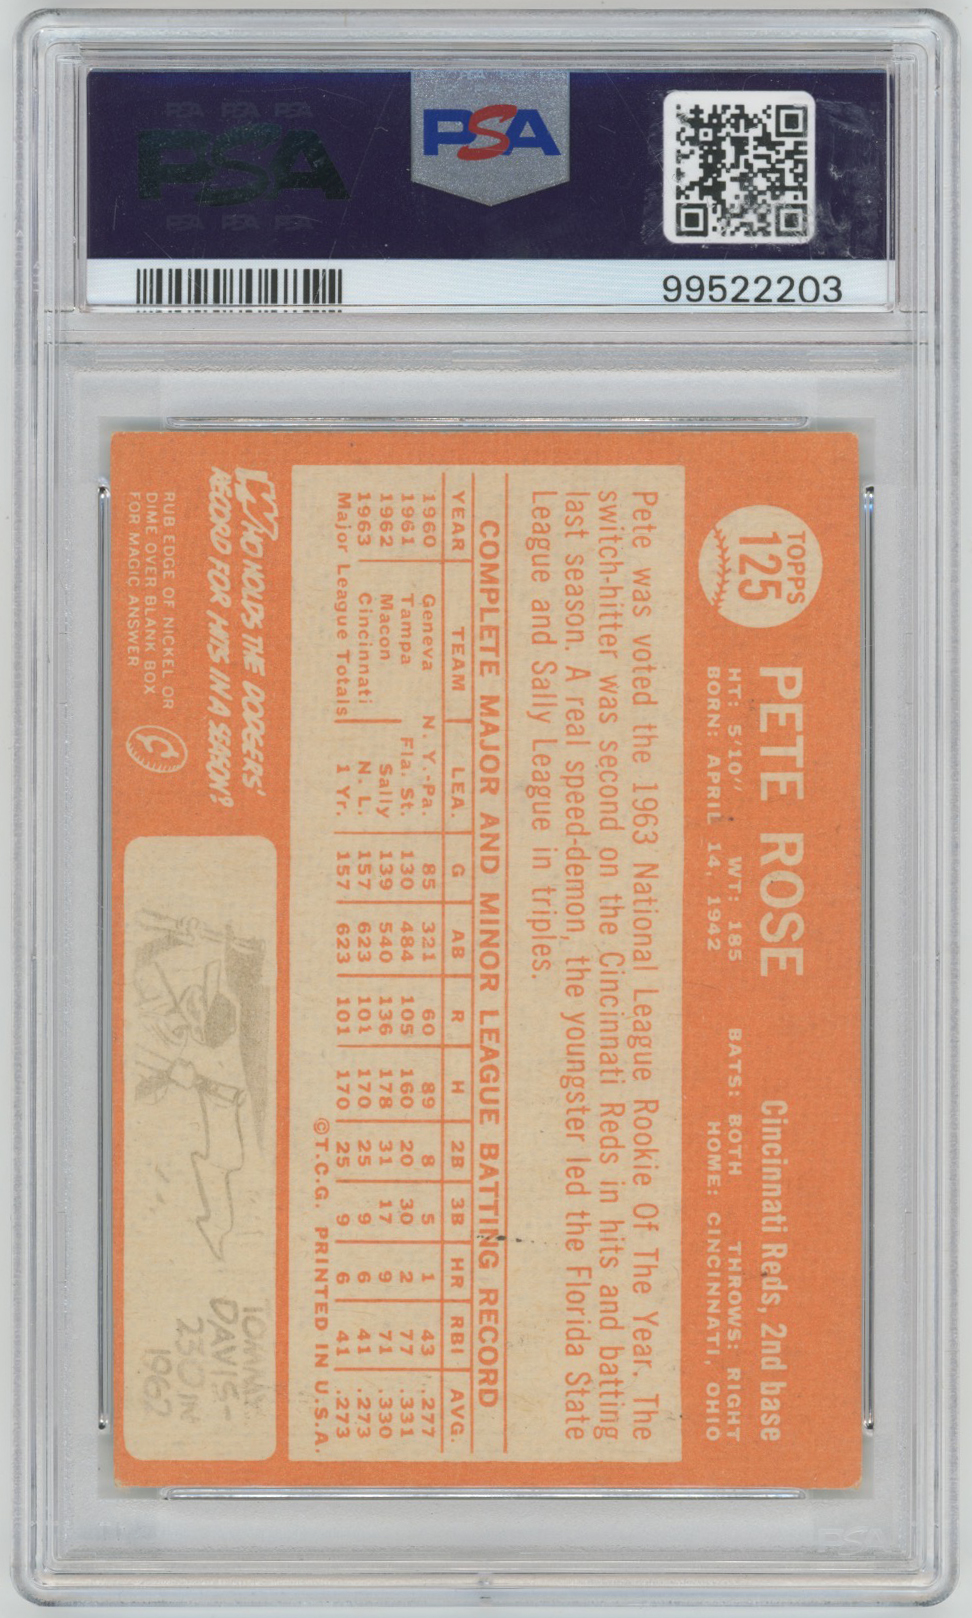 PSA PSA PSA
PSA
PSA PSA PSA
PSA
99522203
TOPPS
125
PETE ROSE
Cincinnati Reds, 2nd base
HT: 5'10" WT: 185 BATS: BOTH THROWS: RIGHT
BORN: APRIL 14, 1942 HOME: CINCINNATI, OHIO
Pete was voted the 1963 National League Rookie Of The Year. The
switch-hitter was second on the Cincinnati Reds in hits and batting
last season. A real speed-demon, the youngster led the Florida State
League and Sally League in triples.
COMPLETE MAJOR AND MINOR LEAGUE BATTING RECORD
YEAR TEAM LEA. G AB R H 2B 3B HR RBI AVG.
1960 Geneva N. Y.-Pa. 85 321 60 89 8 5 1 43 .277
1961 Tampa Fla. St. 130 484 105 160 20 30 2 77 .331
1962 Macon Sally 139 540 136 178 31 17 9 71 .330
1963 Cincinnati N. L. 157 623 101 170 25 9 6 41 .273
Major League Totals 1 Yr. 157 623 101 170 25 9 6 41 .273
©T.C.G. PRINTED IN U.S.A.
WHO HOLDS THE DODGERS'
RECORD FOR HITS IN A SEASON?
RUB EDGE OF NICKEL OR
DIME OVER BLANK BOX
FOR MAGIC ANSWER
TOMMY
DAVIS-
230 IN
1962
PSA